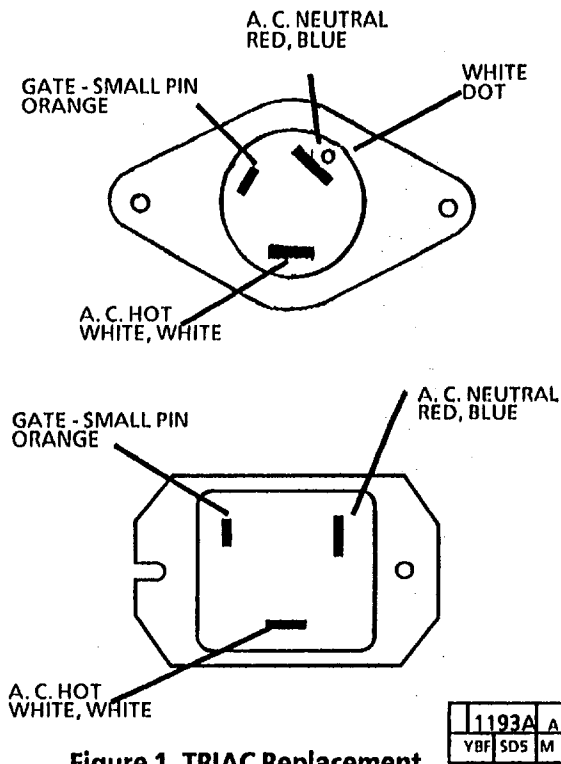 A. C. NEUTRAL
RED, BLUE
GATE - SMALL PIN
ORANGE
WHITE
DOT
A. C. HOT
WHITE, WHITE
A. C. NEUTRAL
RED, BLUE
GATE - SMALL PIN
ORANGE
A. C. HOT
WHITE, WHITE
1193A A
YBF SD5 M
Figure 1 TRIAC Replacement